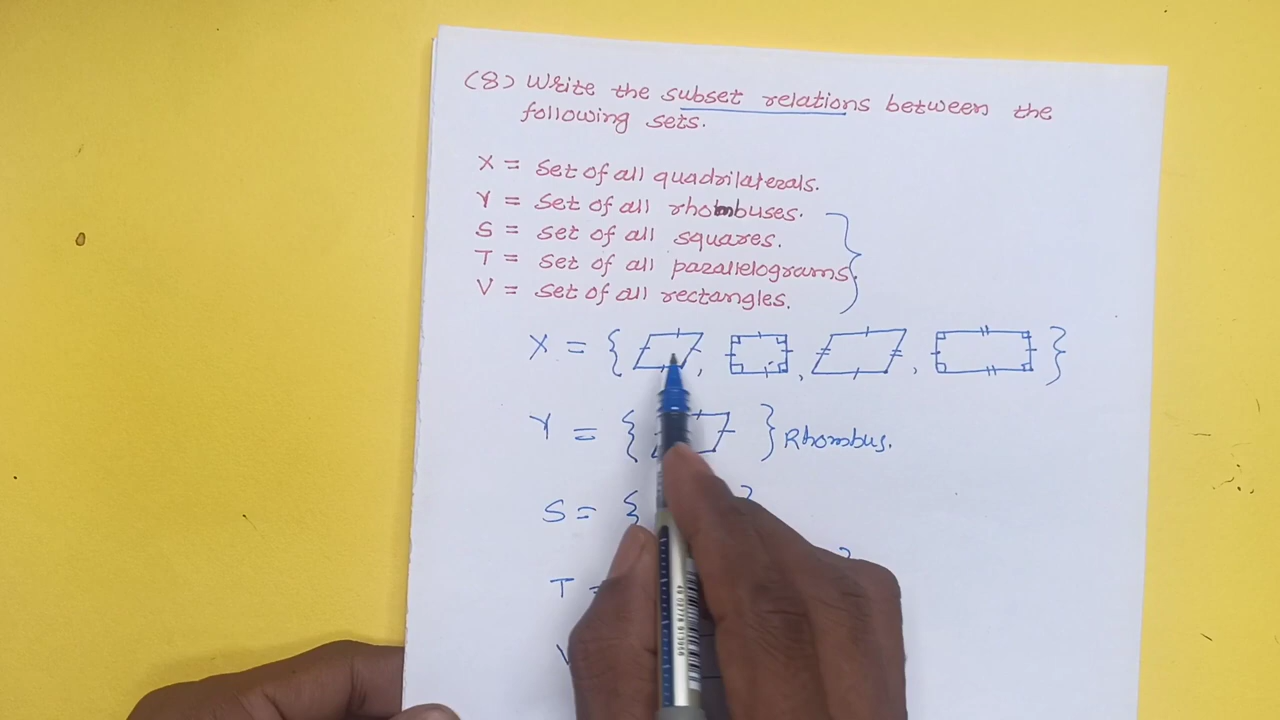 (8) Write the subset relations between the
following sets.
X = set of all quadrilaterals.
Y = set of all rhombuses.
S = set of all squares.
T = set of all parallelograms.
V = set of all rectangles.
X = { , , , }
Y = { } Rhombus.
S = { }
T = }
V